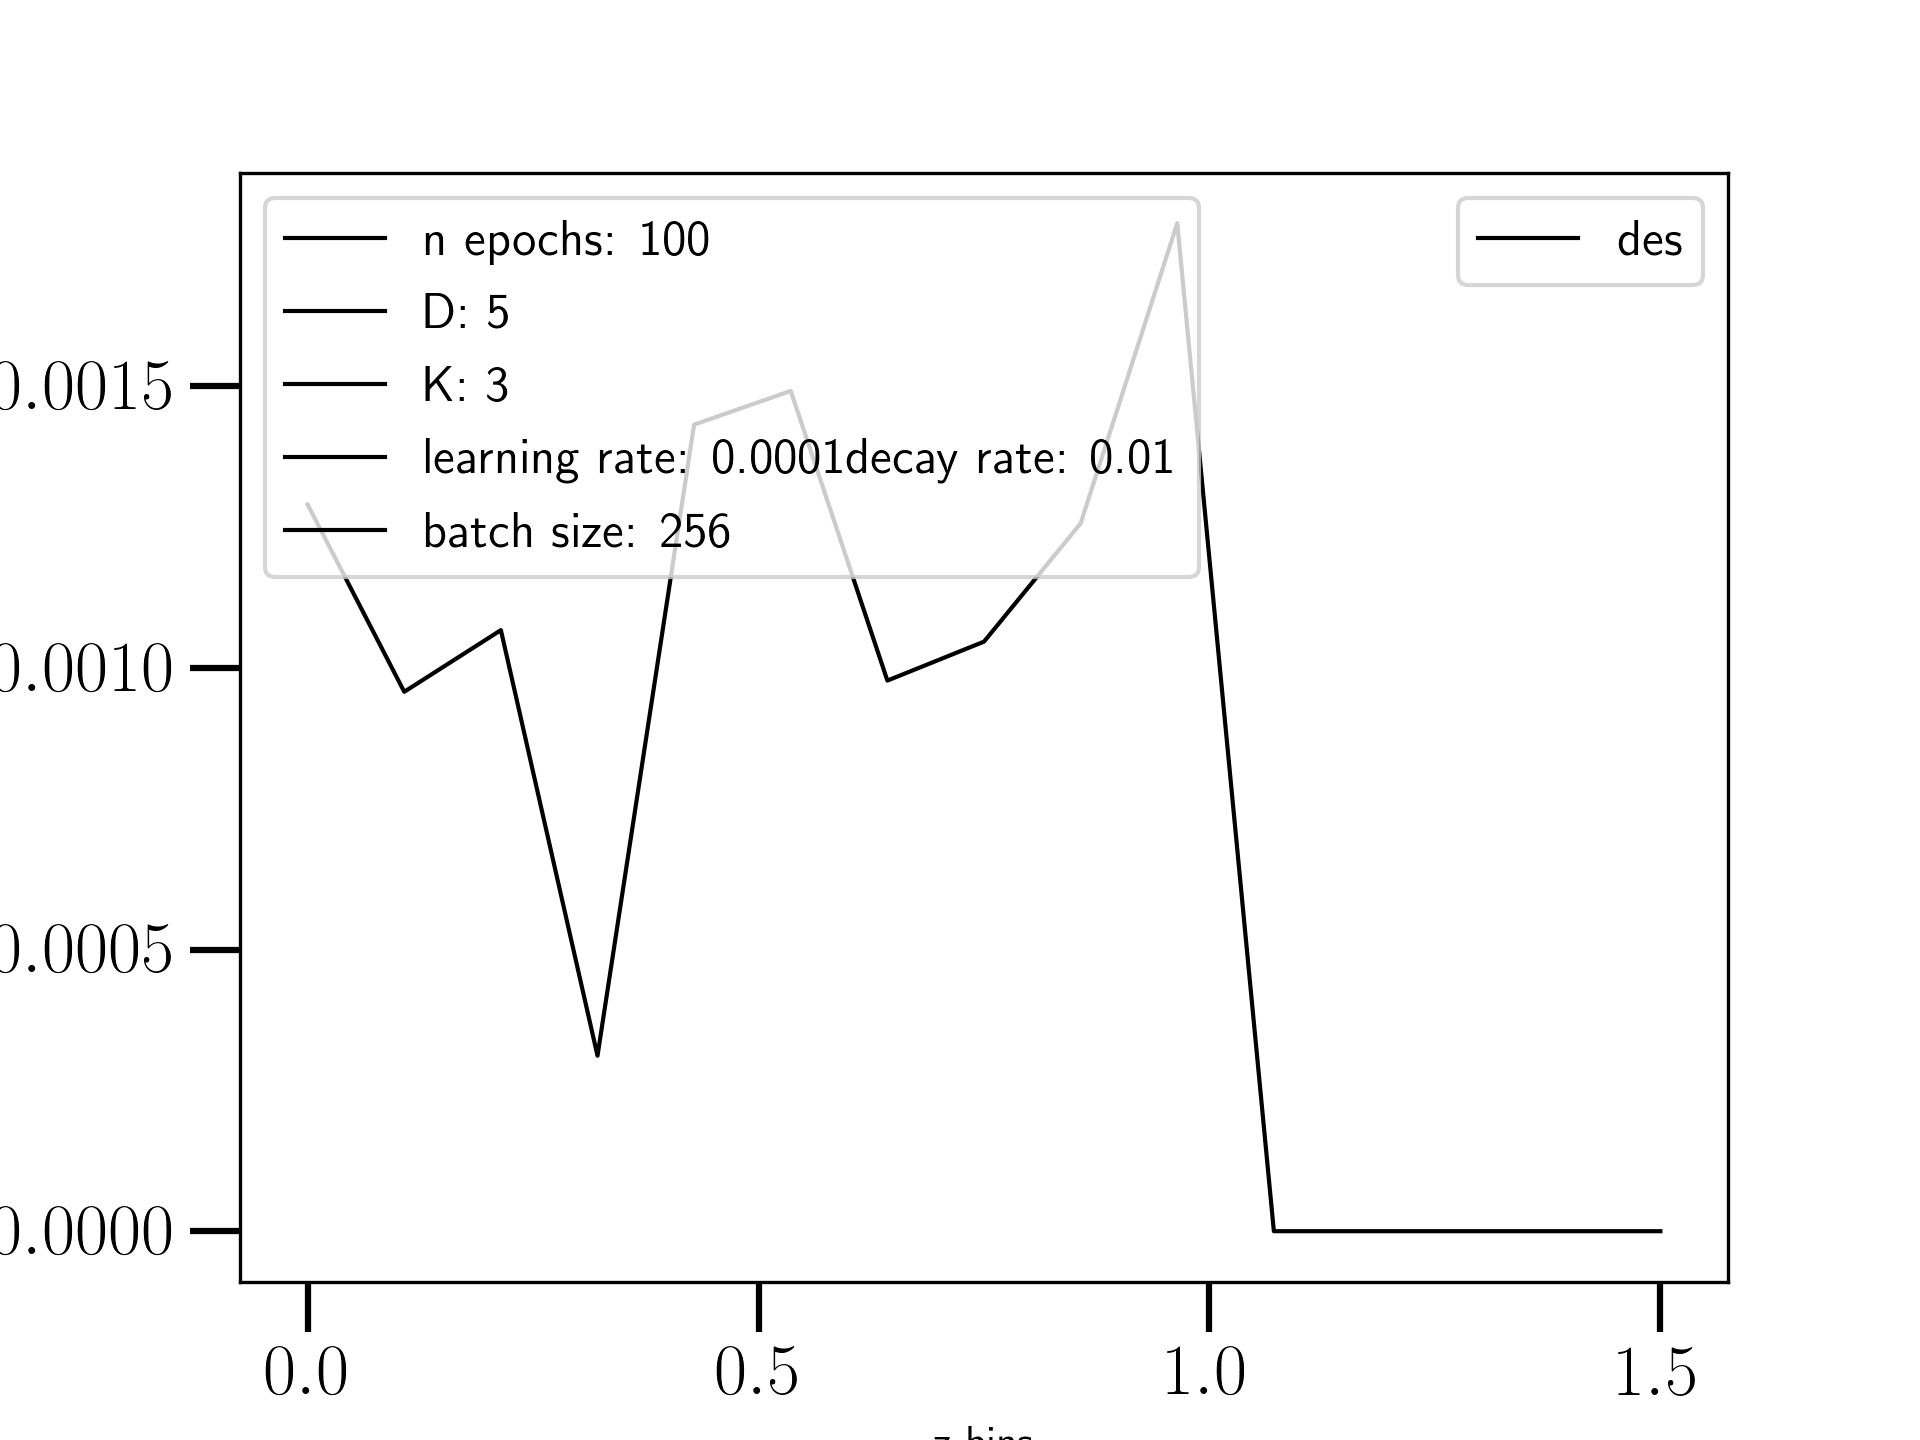 n epochs: 100
D: 5
K: 3
learning rate: 0.0001decay rate: 0.01
batch size: 256
des
0.0015
0.0010
0.0005
0.0000
0.0 0.5 1.0 1.5
z bins